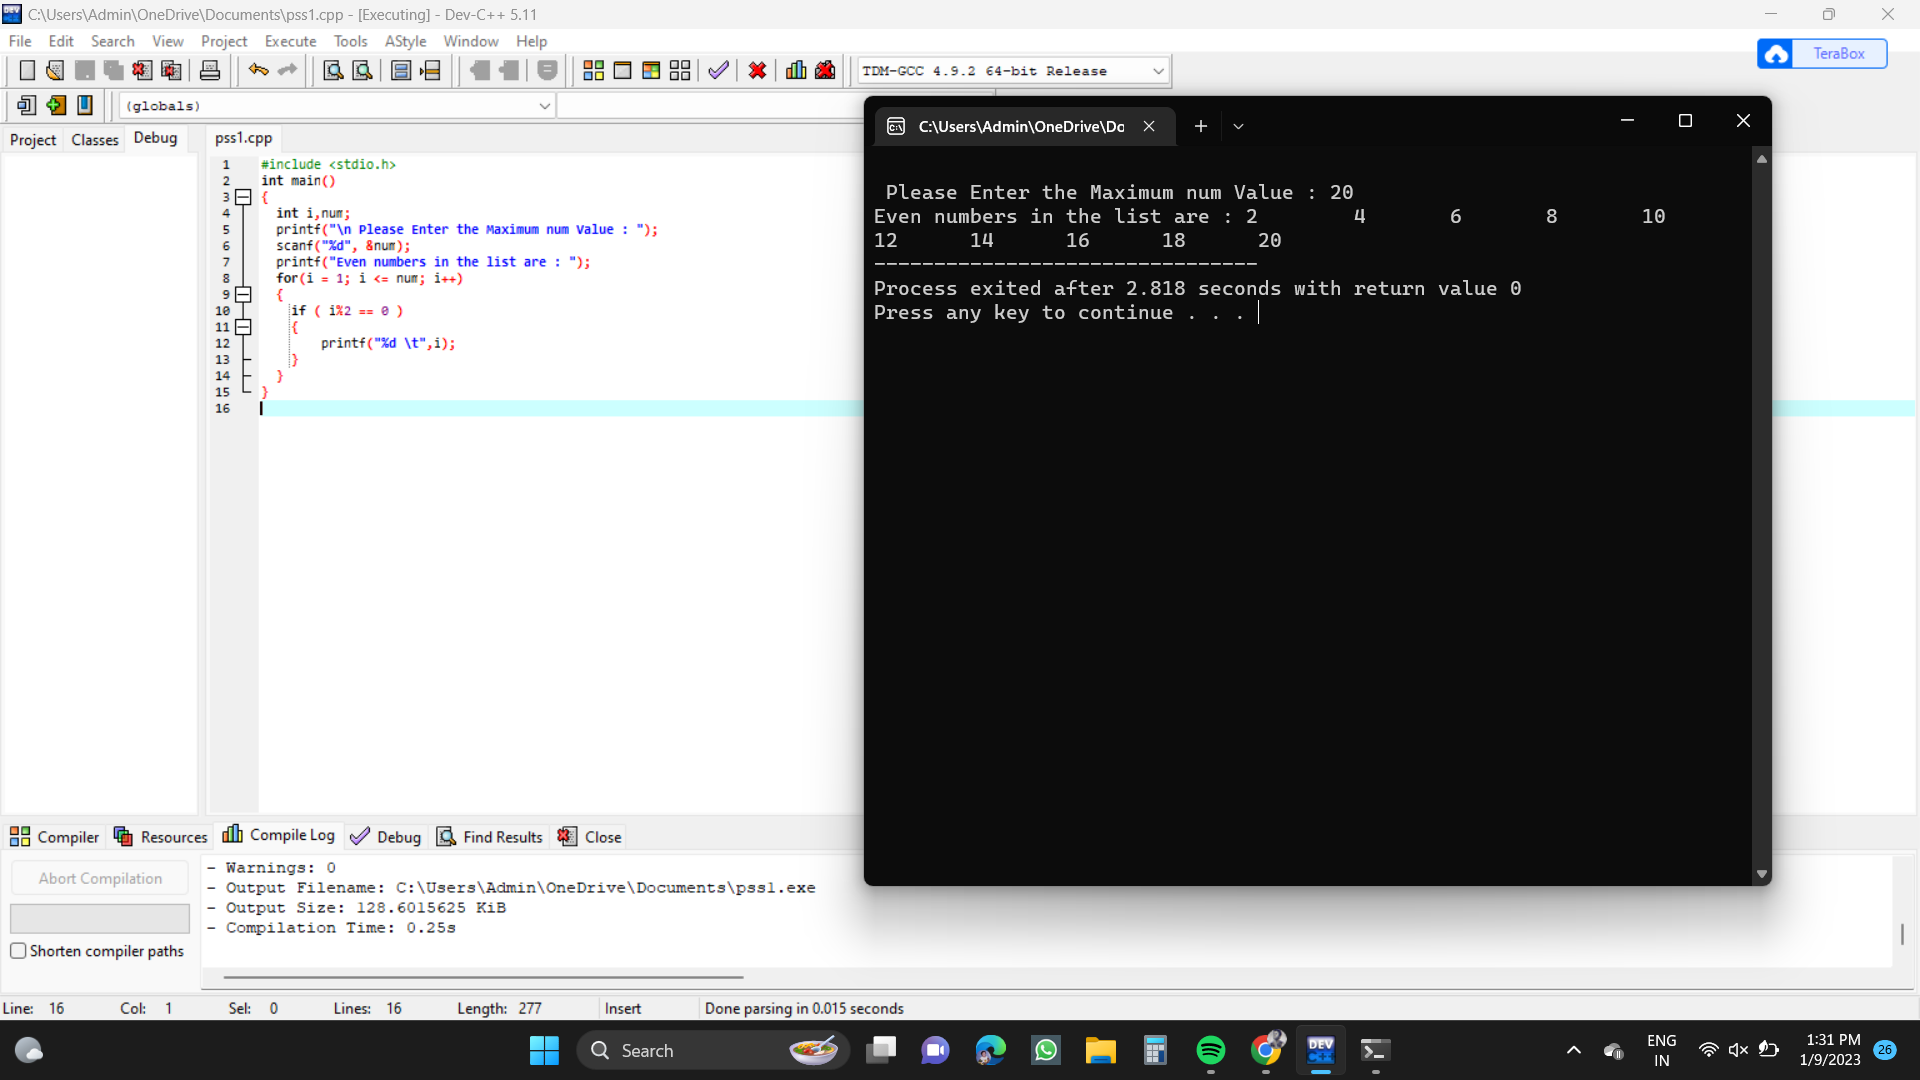 C:\Users\Admin\OneDrive\Documents\pss1.cpp - [Executing] - Dev-C++ 5.11
File Edit Search View Project Execute Tools AStyle Window Help
TeraBox
TDM-GCC 4.9.2 64-bit Release
(globals)
Project Classes Debug
pss1.cpp
1 #include <stdio.h>
2 int main()
3 {
4 int i,num;
5 printf("\n Please Enter the Maximum num Value : ");
6 scanf("%d", &num);
7 printf("Even numbers in the list are : ");
8 for(i = 1; i <= num; i++)
9 {
10 if ( i%2 == 0 )
11 {
12 printf("%d \t",i);
13 }
14 }
15 }
16
C:\Users\Admin\OneDrive\Do
Please Enter the Maximum num Value : 20
Even numbers in the list are : 2 4 6 8 10
12 14 16 18 20
--------------------------------
Process exited after 2.818 seconds with return value 0
Press any key to continue . . .
Compiler Resources Compile Log Debug Find Results Close
Abort Compilation
Shorten compiler paths
- Warnings: 0
- Output Filename: C:\Users\Admin\OneDrive\Documents\pss1.exe
- Output Size: 128.6015625 KiB
- Compilation Time: 0.25s
Line: 16 Col: 1 Sel: 0 Lines: 16 Length: 277 Insert Done parsing in 0.015 seconds
Search
DEV
ENG
IN
1:31 PM
1/9/2023
26